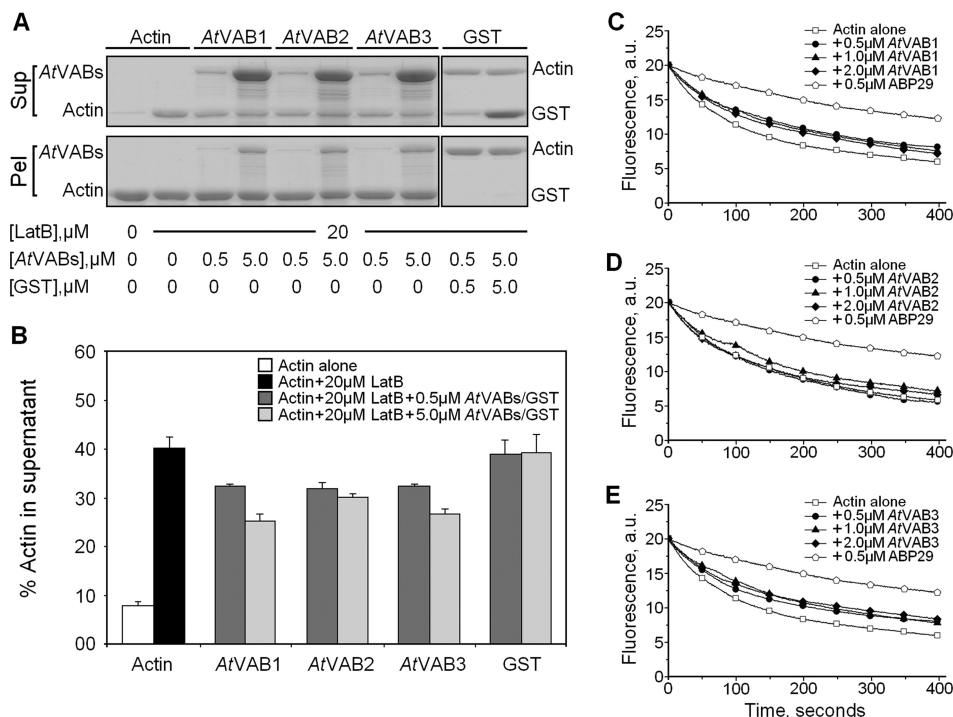 A
Actin AtVAB1 AtVAB2 AtVAB3 GST
Sup
AtVABs
Actin
Actin
GST
Pel
AtVABs
Actin
Actin
GST
[LatB],µM 0 20
[AtVABs],µM 0 0 0.5 5.0 0.5 5.0 0.5 5.0 0.5 5.0
[GST],µM 0 0 0 0 0 0 0 0 0.5 5.0
B
% Actin in supernatant
60
40
30
20
10
00
Actin alone
Actin+20µM LatB
Actin+20µM LatB+0.5µM AtVABs/GST
Actin+20µM LatB+5.0µM AtVABs/GST
Actin AtVAB1 AtVAB2 AtVAB3 GST
C
Fluorescence, a.u.
25
20
15
10
5
0
Actin alone
+0.5µM AtVAB1
+1.0µM AtVAB1
+2.0µM AtVAB1
+0.5µM ABP29
0 100 200 300 400
D
Fluorescence, a.u.
25
20
15
10
5
0
Actin alone
+0.5µM AtVAB2
+1.0µM AtVAB2
+2.0µM AtVAB2
+0.5µM ABP29
0 100 200 300 400
E
Fluorescence, a.u.
25
20
15
10
5
0
Actin alone
+0.5µM AtVAB3
+1.0µM AtVAB3
+2.0µM AtVAB3
+0.5µM ABP29
0 100 200 300 400
Time, seconds